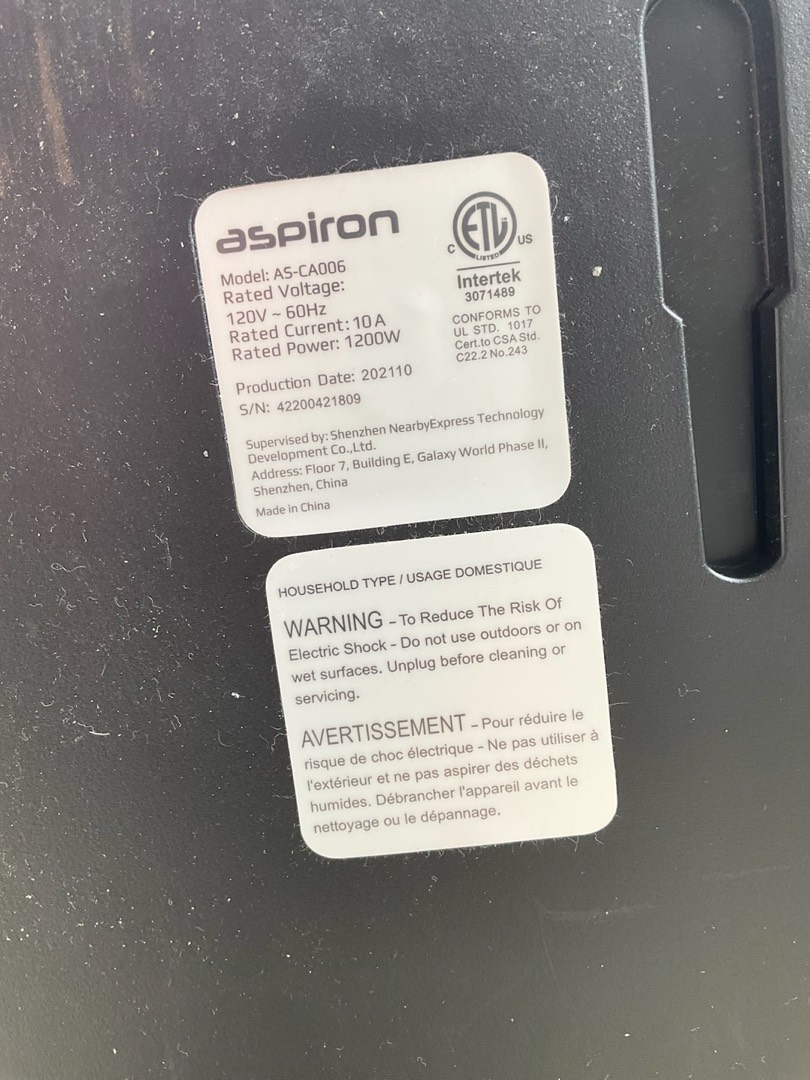 aspiron
Model: AS-CA006
Rated Voltage:
120V ~ 60Hz
Rated Current: 10 A
Rated Power: 1200W
Production Date: 202110
S/N: 42200421809
C ETL US
LISTED
Intertek
3071489
CONFORMS TO
UL STD. 1017
Cert.to CSA Std.
C22.2 No.243
Supervised by: Shenzhen NearbyExpress Technology
Development Co.,Ltd.
Address: Floor 7, Building E, Galaxy World Phase II,
Shenzhen, China
Made in China
HOUSEHOLD TYPE / USAGE DOMESTIQUE
WARNING – To Reduce The Risk Of
Electric Shock – Do not use outdoors or on
wet surfaces. Unplug before cleaning or
servicing.
AVERTISSEMENT – Pour réduire le
risque de choc électrique – Ne pas utiliser à
l'extérieur et ne pas aspirer des déchets
humides. Débrancher l'appareil avant le
nettoyage ou le dépannage.